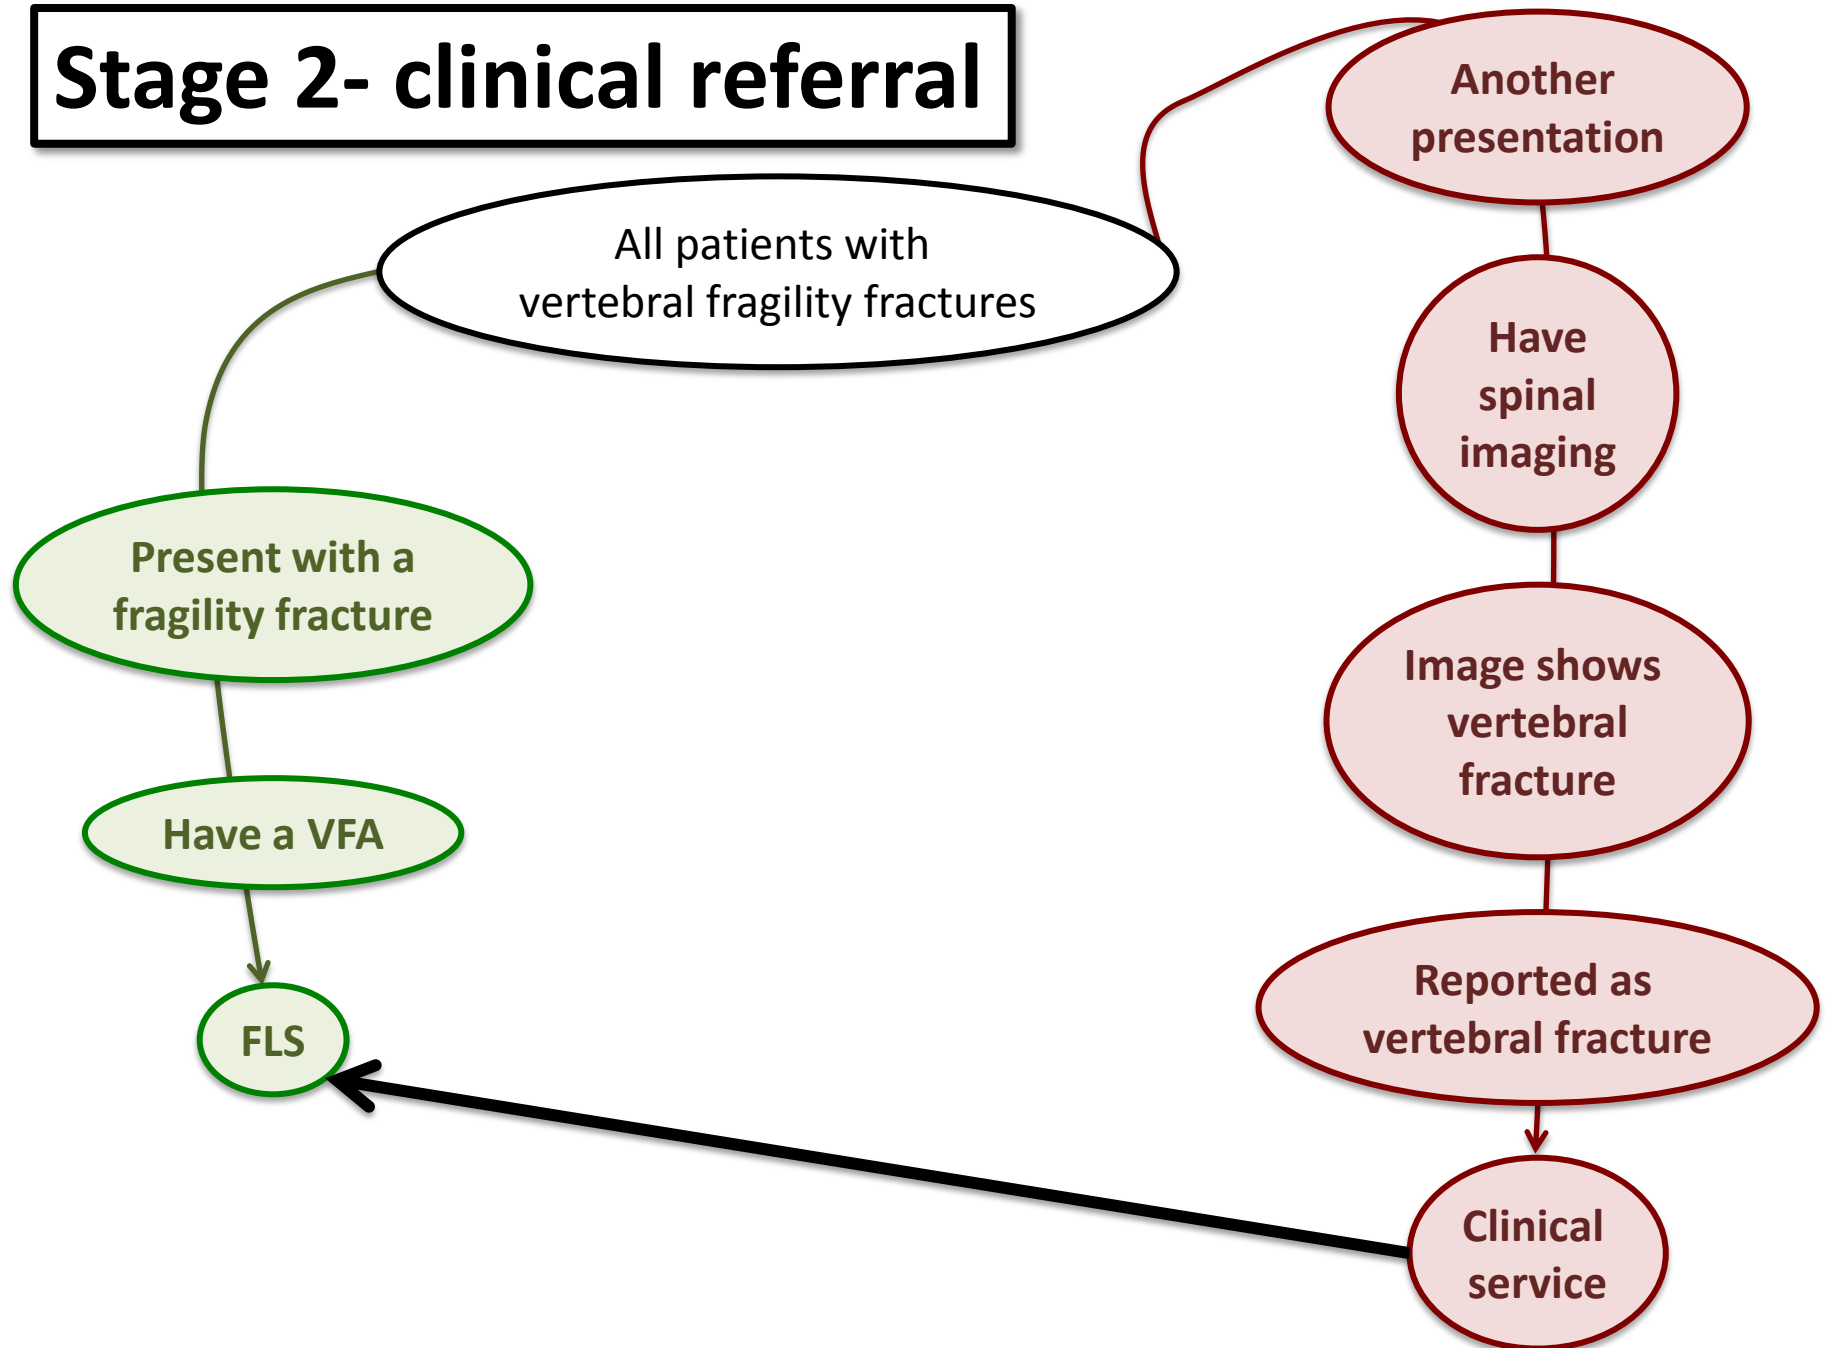 Stage 2- clinical referral
Another
presentation
All patients with
vertebral fragility fractures
Have
spinal
imaging
Present with a
fragility fracture
Image shows
vertebral
fracture
Have a VFA
Reported as
vertebral fracture
FLS
Clinical
service